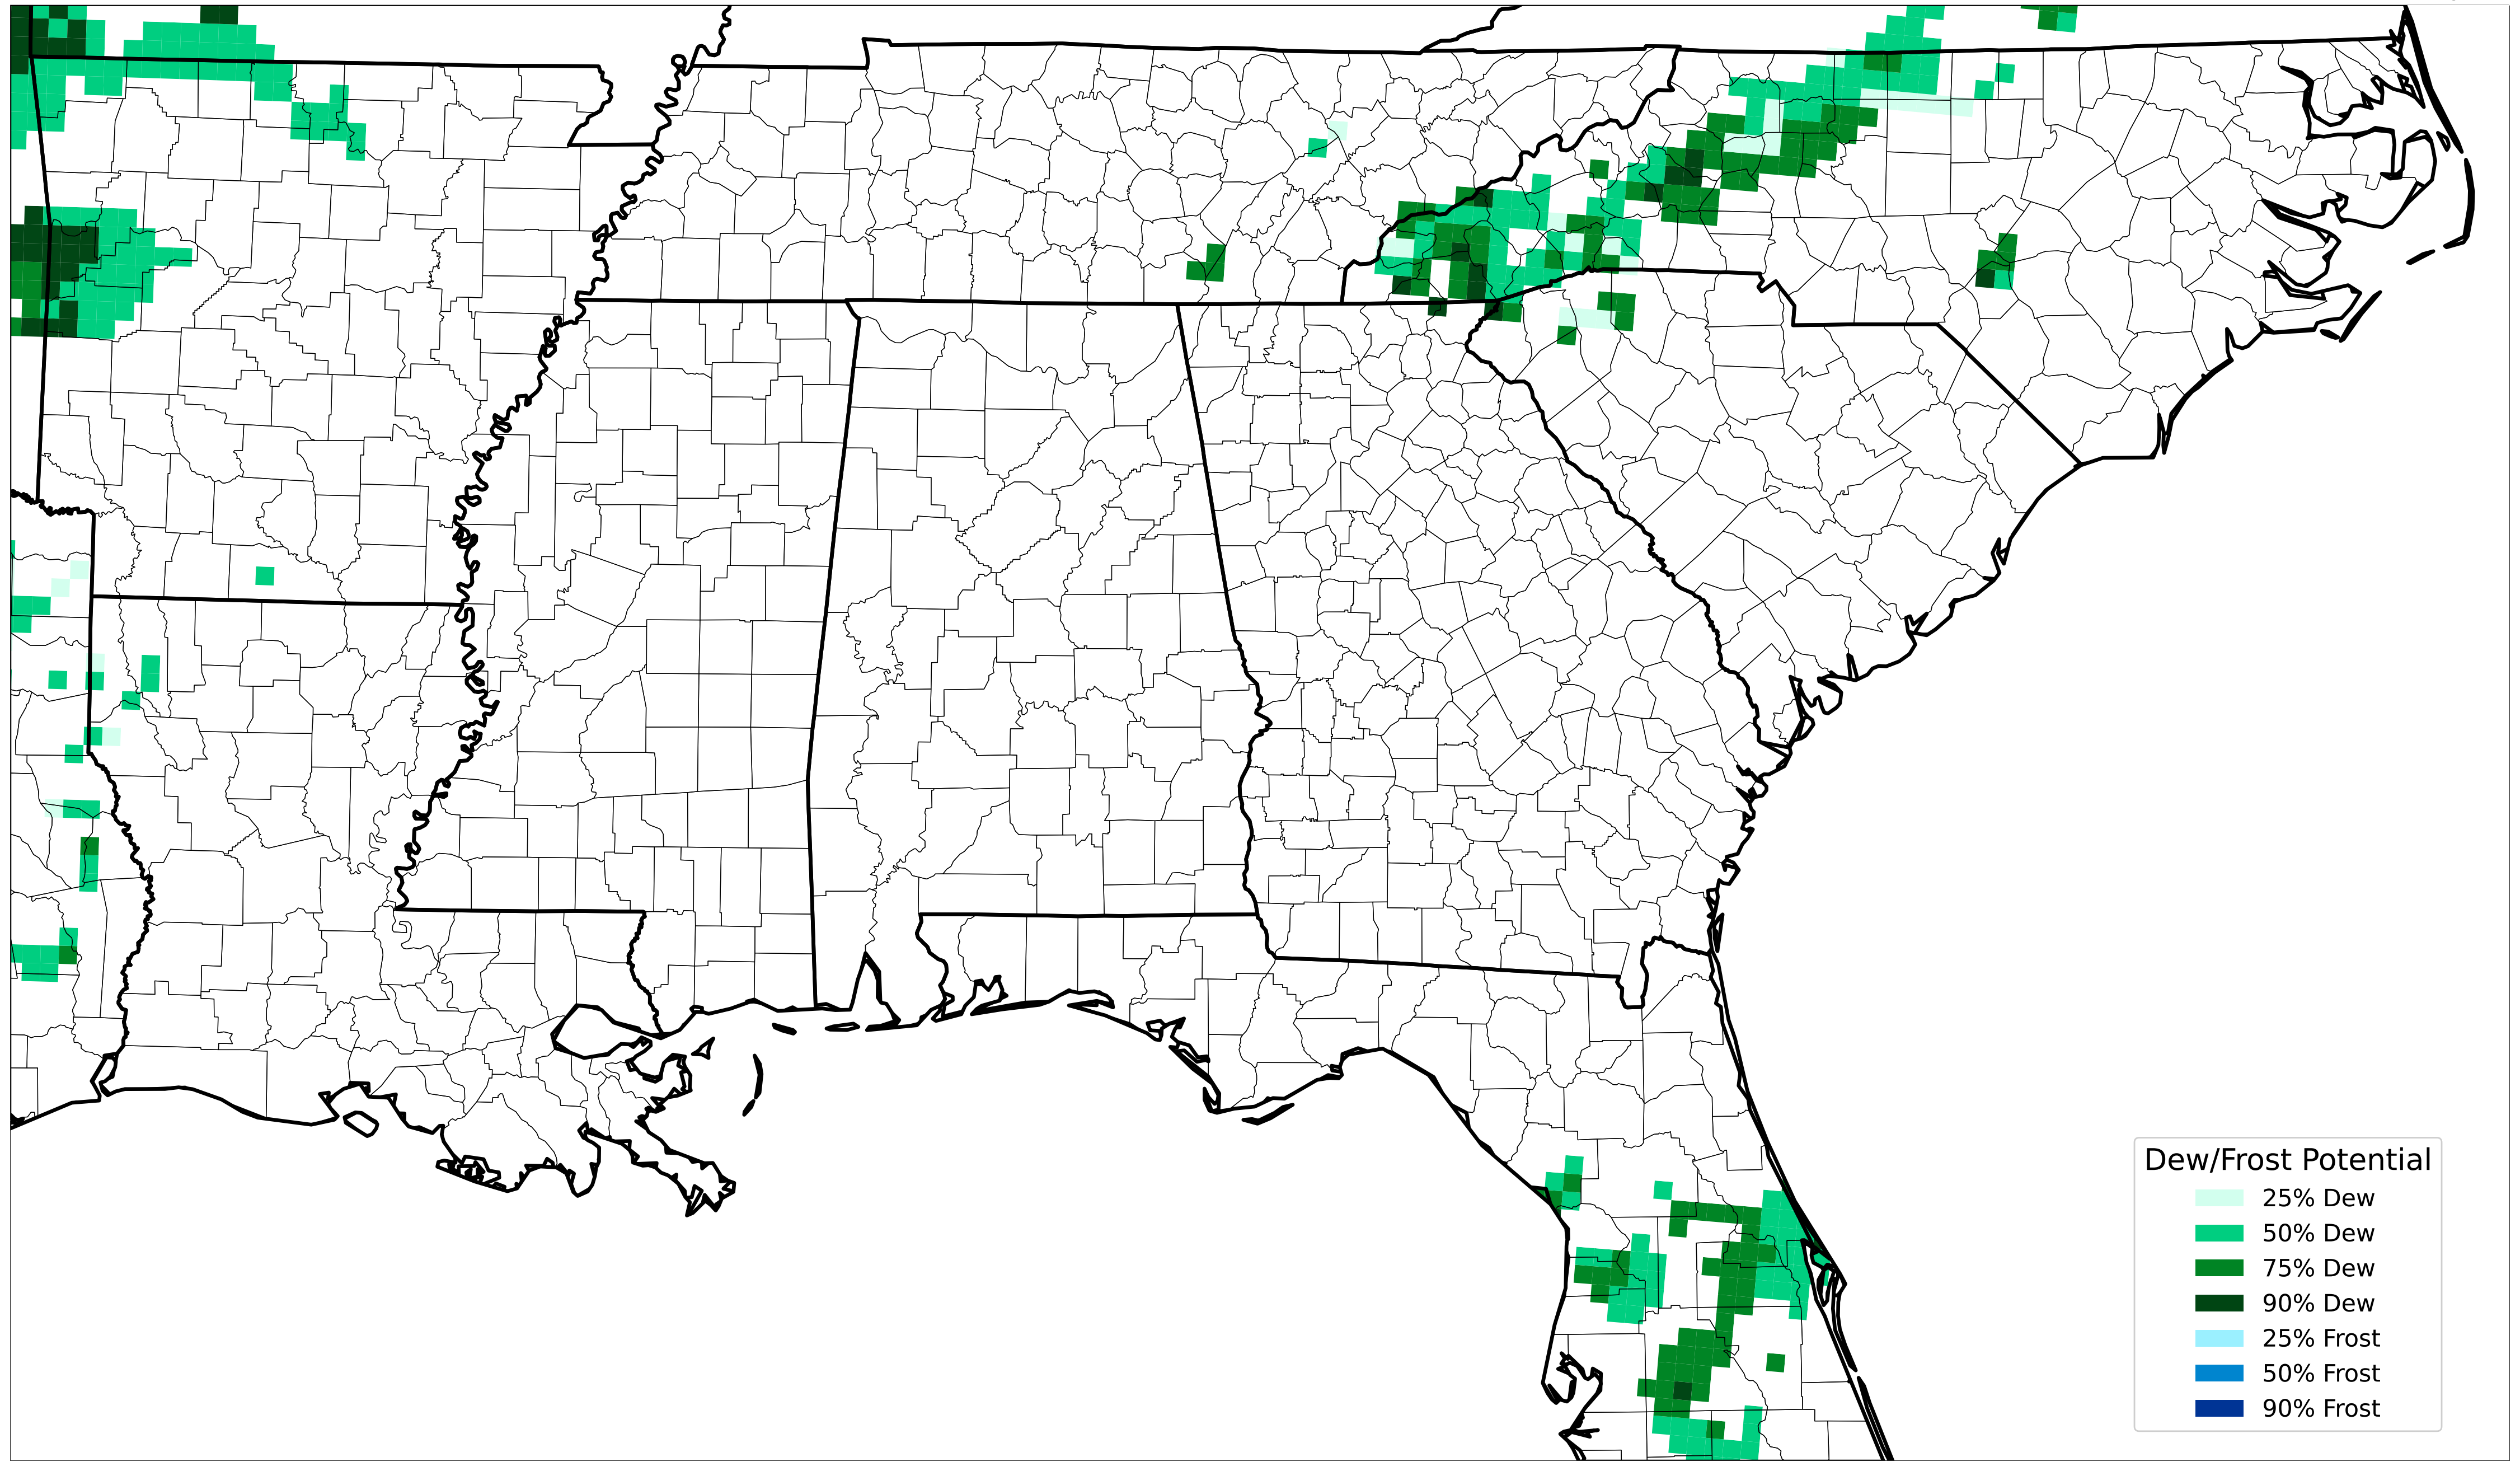 Dew/Frost Potential
25% Dew
50% Dew
75% Dew
90% Dew
25% Frost
50% Frost
90% Frost